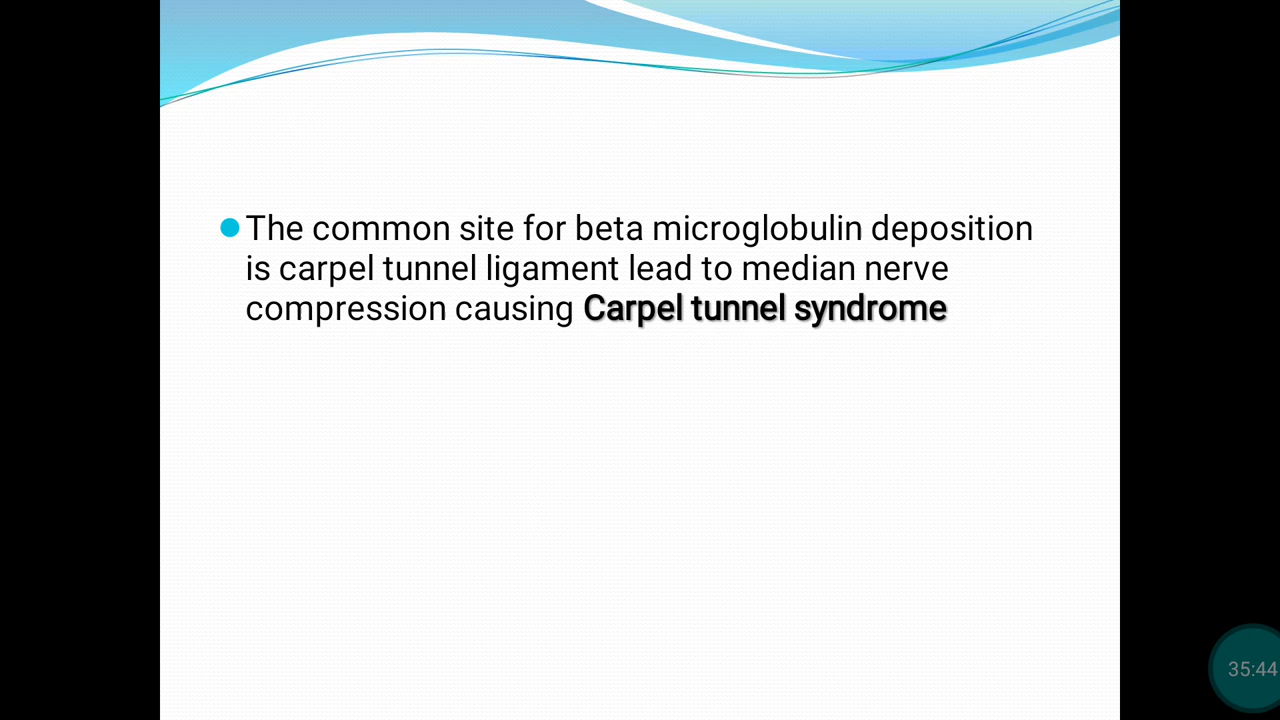 The common site for beta microglobulin deposition
is carpel tunnel ligament lead to median nerve
compression causing Carpel tunnel syndrome
35:44